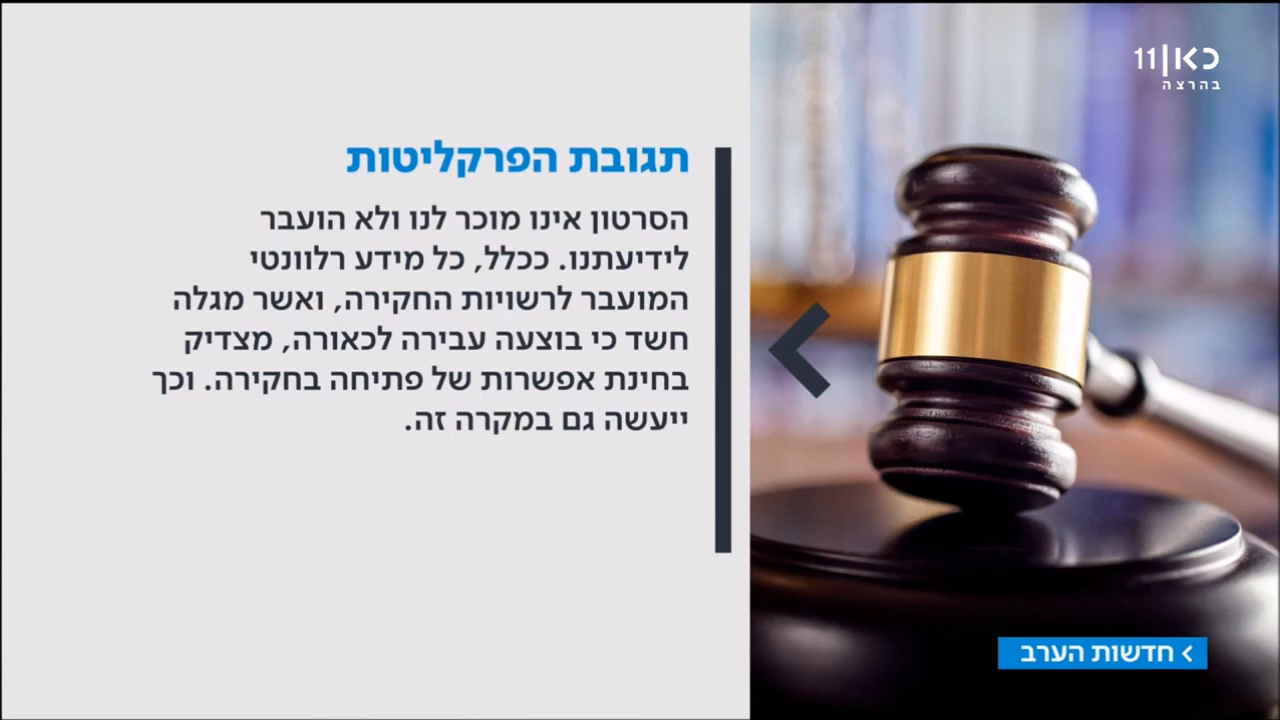 כאן 11
בהרצה
תגובת הפרקליטות
הסרטון אינו מוכר לנו ולא הועבר
לידיעתנו. ככלל, כל מידע רלוונטי
המועבר לרשויות החקירה, ואשר מגלה
חשד כי בוצעה עבירה לכאורה, מצדיק
בחינת אפשרות של פתיחה בחקירה. וכך
ייעשה גם במקרה זה.
חדשות הערב